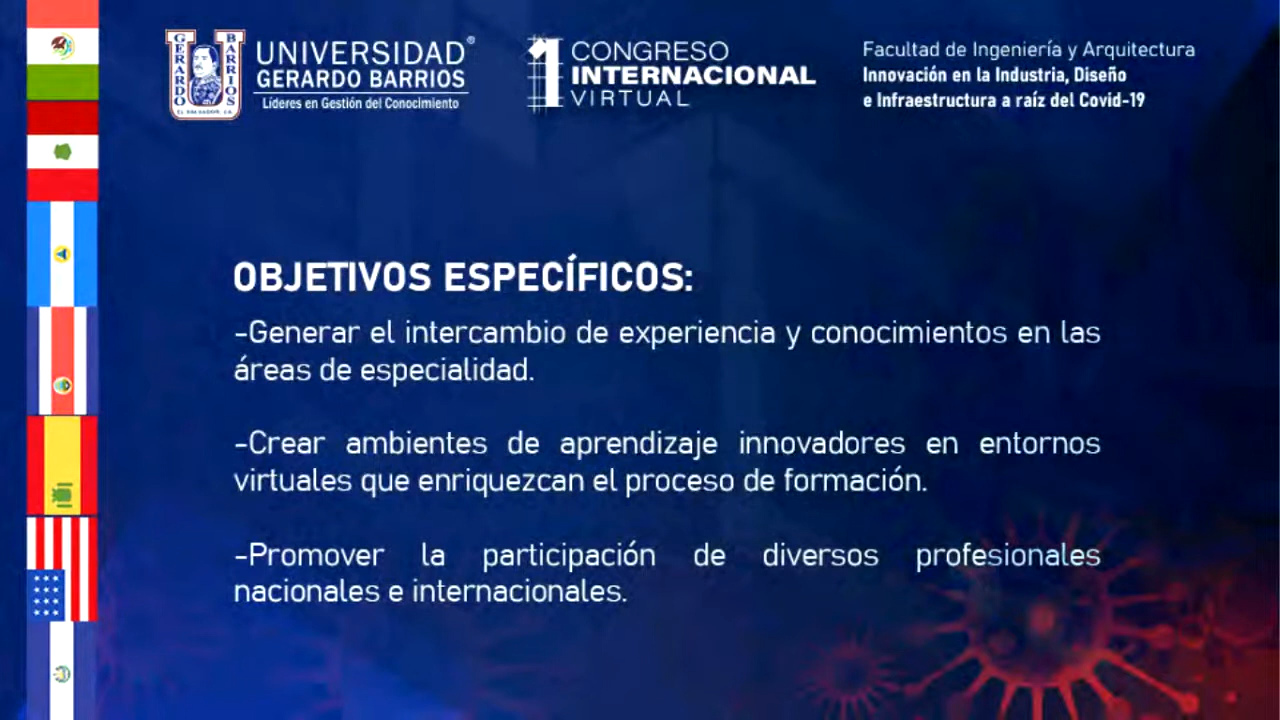 GERARDO
BARRIOS
UNIVERSIDAD®
GERARDO BARRIOS
Líderes en Gestión del Conocimiento
1 CONGRESO
INTERNACIONAL
VIRTUAL
Facultad de Ingeniería y Arquitectura
Innovación en la Industria, Diseño
e Infraestructura a raíz del Covid-19
OBJETIVOS ESPECÍFICOS:
-Generar el intercambio de experiencia y conocimientos en las
áreas de especialidad.
-Crear ambientes de aprendizaje innovadores en entornos
virtuales que enriquezcan el proceso de formación.
-Promover la participación de diversos profesionales
nacionales e internacionales.